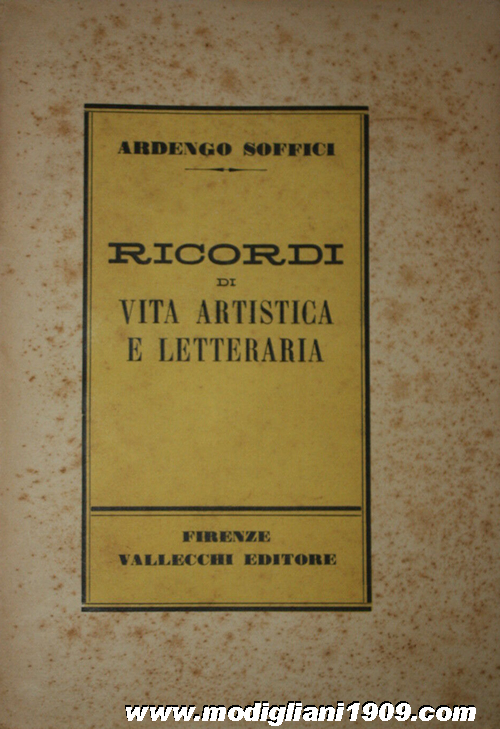 ARDENGO SOFFICI
RICORDI
DI
VITA ARTISTICA
E LETTERARIA
FIRENZE
VALLECCHI EDITORE
www.modigliani1909.com